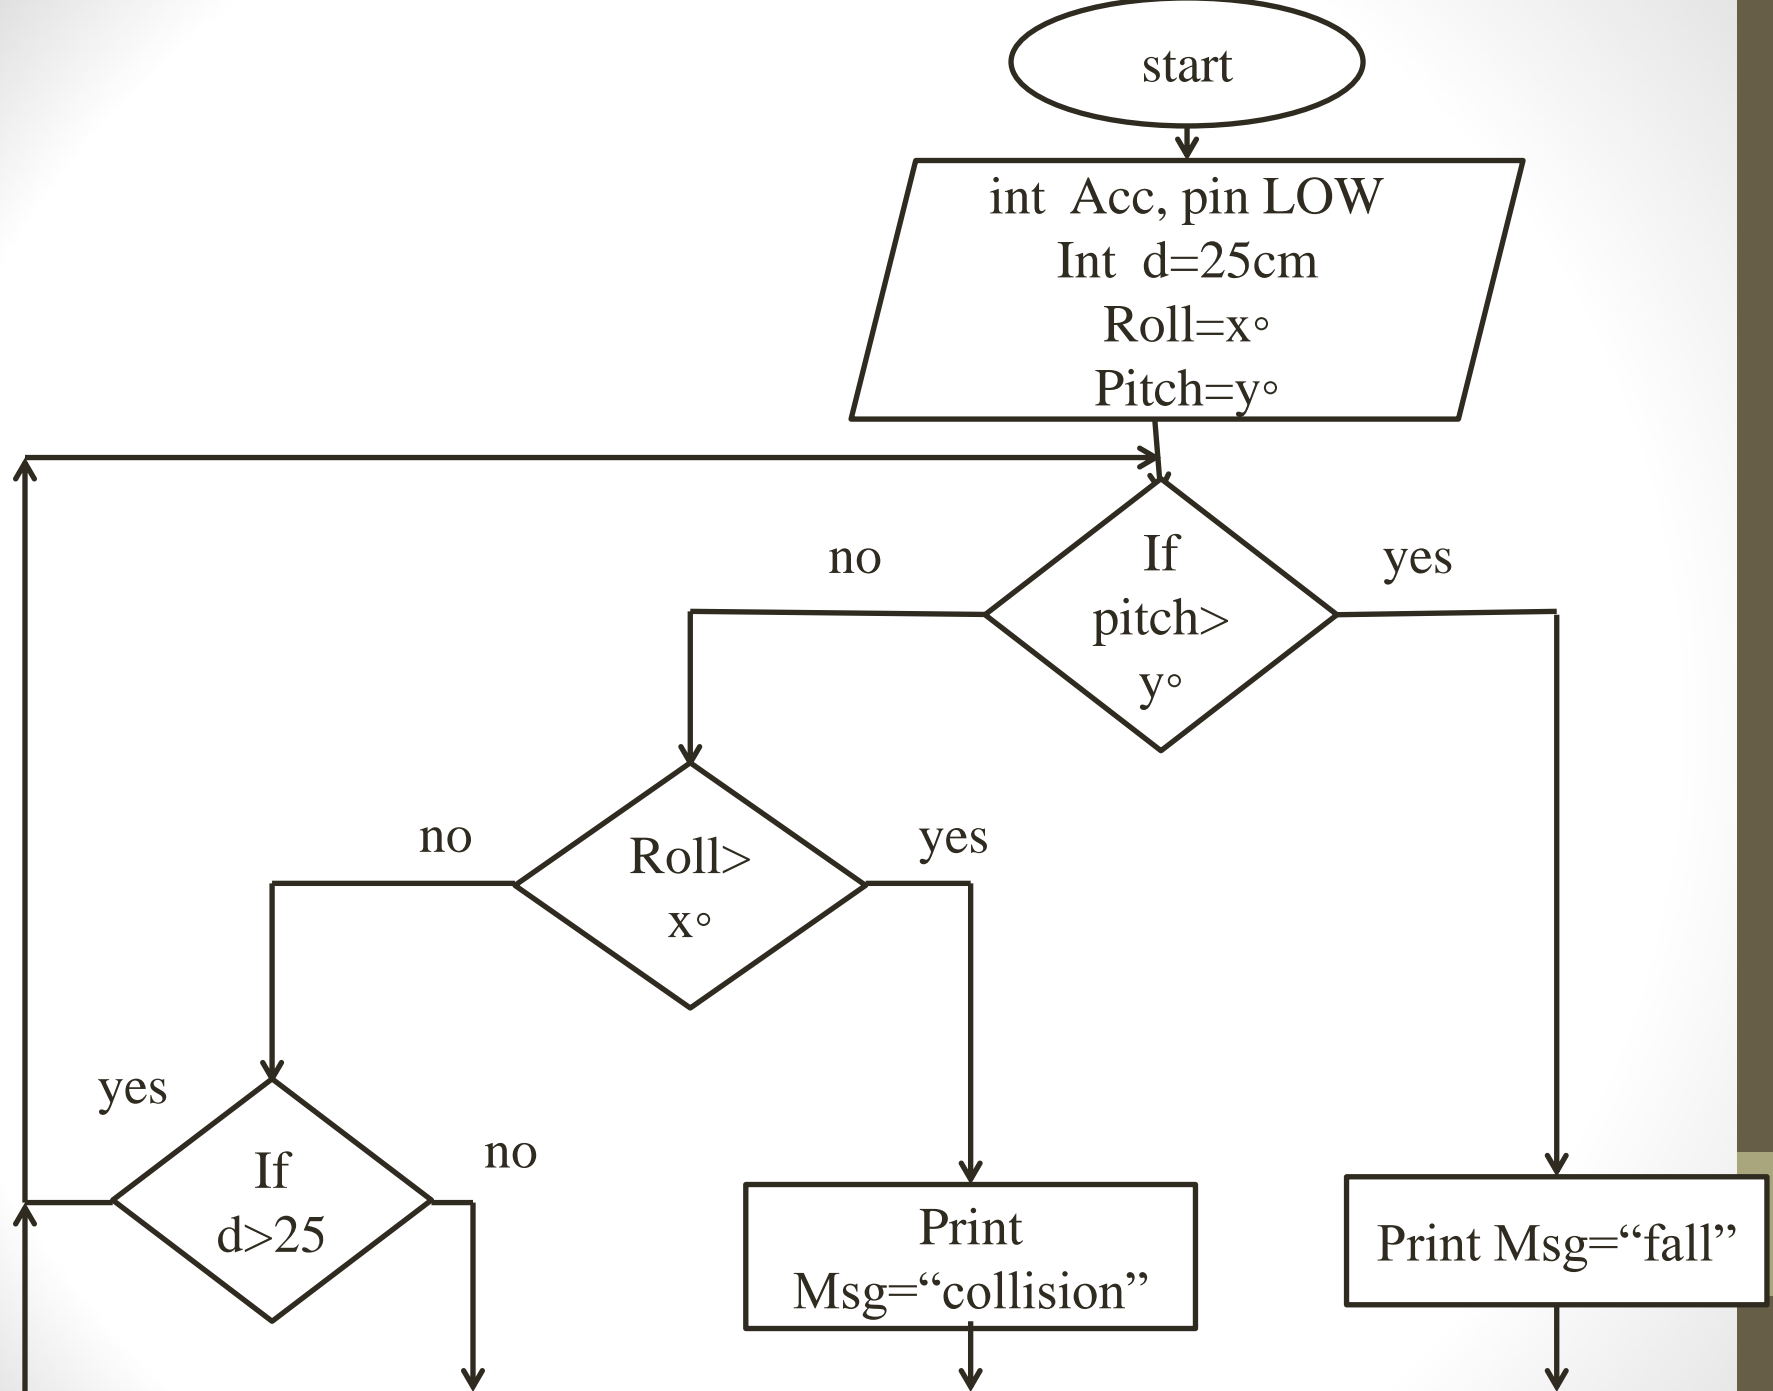 start
int Acc, pin LOW
Int d=25cm
Roll=x°
Pitch=y°
no
If
pitch>
y°
yes
no
Roll>
x°
yes
yes
If
d>25
no
Print
Msg=“collision”
Print Msg=“fall”